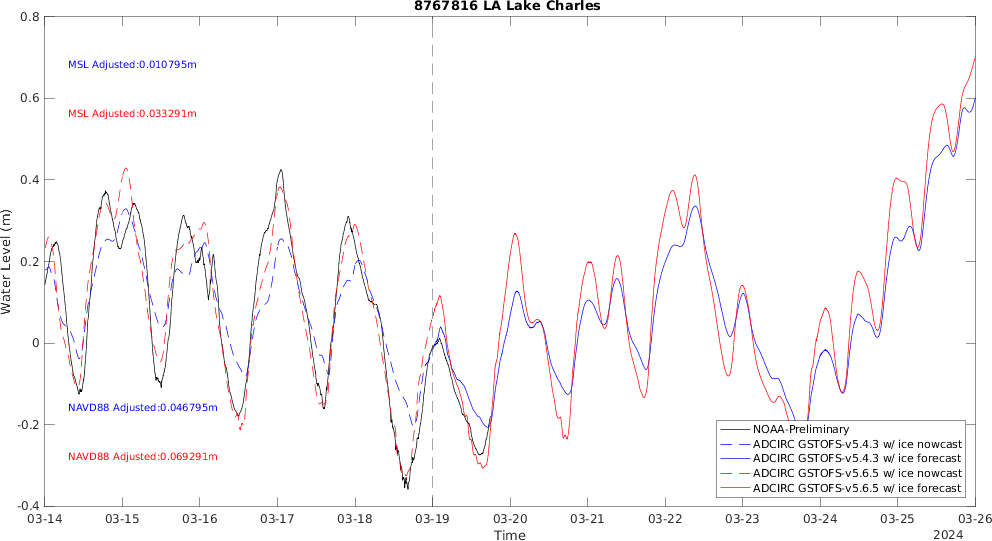 8767816 LA Lake Charles
0.8
0.6
0.4
0.2
0
-0.2
-0.4
Water Level (m)
MSL Adjusted:0.010795m
MSL Adjusted:0.033291m
NAVD88 Adjusted:0.046795m
NAVD88 Adjusted:0.069291m
NOAA-Preliminary
ADCIRC GSTOFS-v5.4.3 w/ ice nowcast
ADCIRC GSTOFS-v5.4.3 w/ ice forecast
ADCIRC GSTOFS-v5.6.5 w/ ice nowcast
ADCIRC GSTOFS-v5.6.5 w/ ice forecast
03-14 03-15 03-16 03-17 03-18 03-19 03-20 03-21 03-22 03-23 03-24 03-25 03-26
Time
2024